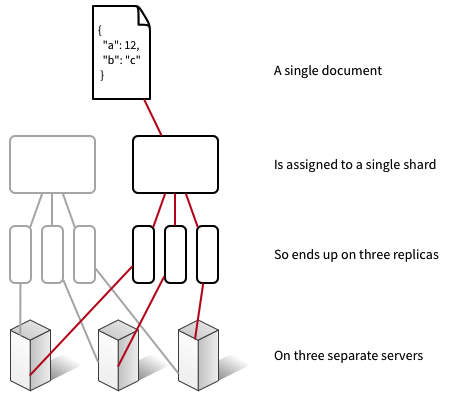 {
"a": 12,
"b": "c"
}
A single document
Is assigned to a single shard
So ends up on three replicas
On three separate servers